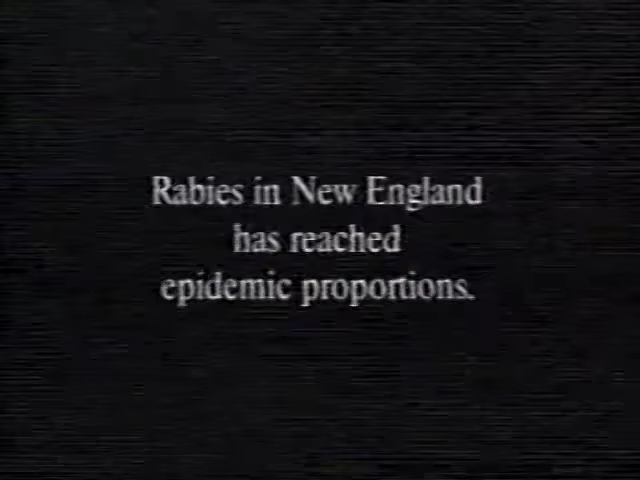 Rabies in New England
has reached
epidemic proportions.